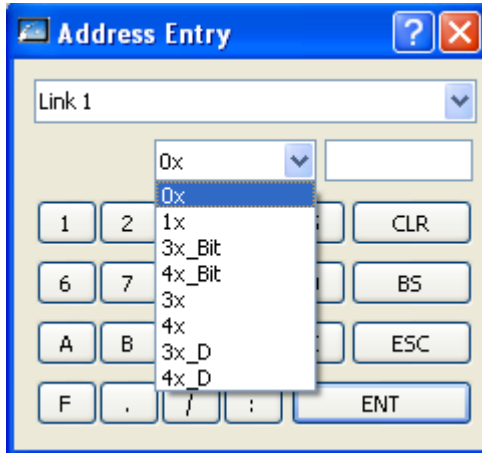 Address Entry
Link 1
0x
0x
1x
3x_Bit
4x_Bit
3x
4x
3x_D
4x_D
1 2 CLR
6 7 BS
A B ESC
F . / : ENT